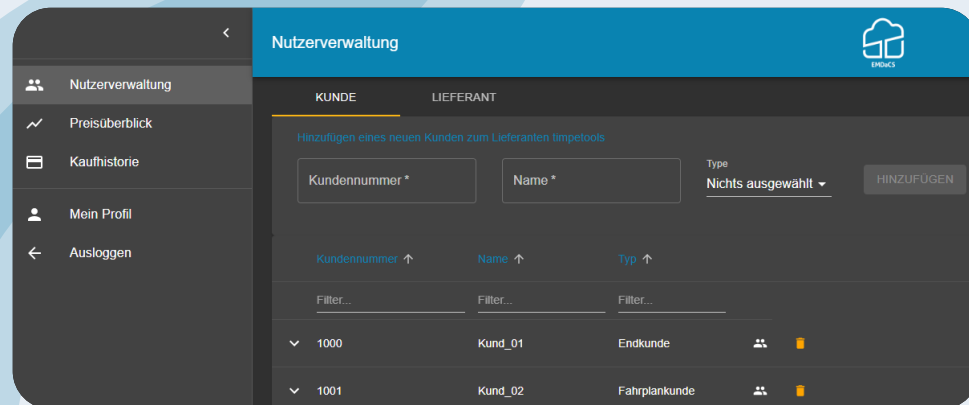 Nutzerverwaltung
EMDaCS
Nutzerverwaltung
Preisüberblick
Kaufhistorie
Mein Profil
Ausloggen
KUNDE LIEFERANT
Hinzufügen eines neuen Kunden zum Lieferanten timpetools
Kundennummer *
Name *
Type
Nichts ausgewählt
HINZUFÜGEN
Kundennummer Name Typ
Filter... Filter... Filter...
1000 Kund_01 Endkunde
1001 Kund_02 Fahrplankunde